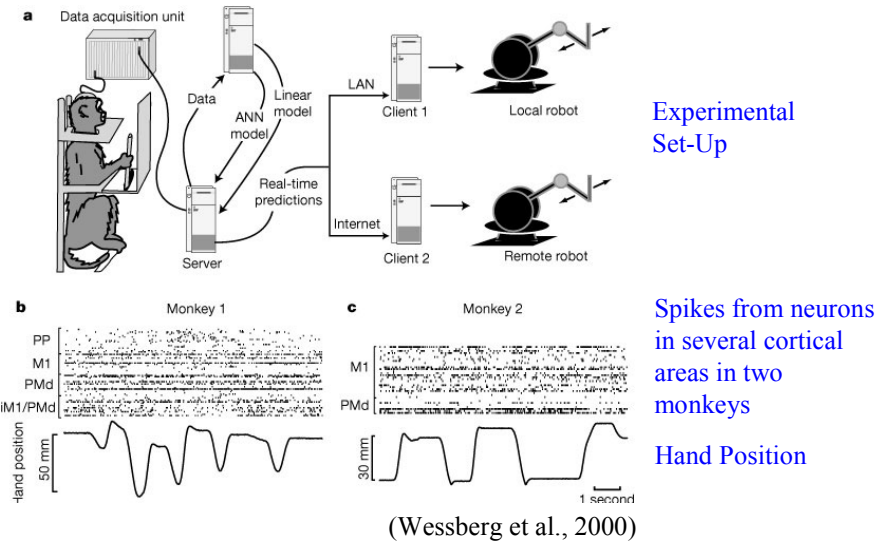 a
Data acquisition unit
Data
ANN
model
Linear
model
Server
Real-time
predictions
LAN
Internet
Client 1
Local robot
Client 2
Remote robot
Experimental
Set-Up
b
Monkey 1
PP
M1
PMd
iM1/PMd
Hand position
50 mm
c
Monkey 2
M1
PMd
30 mm
1 second
Spikes from neurons
in several cortical
areas in two
monkeys
Hand Position
(Wessberg et al., 2000)